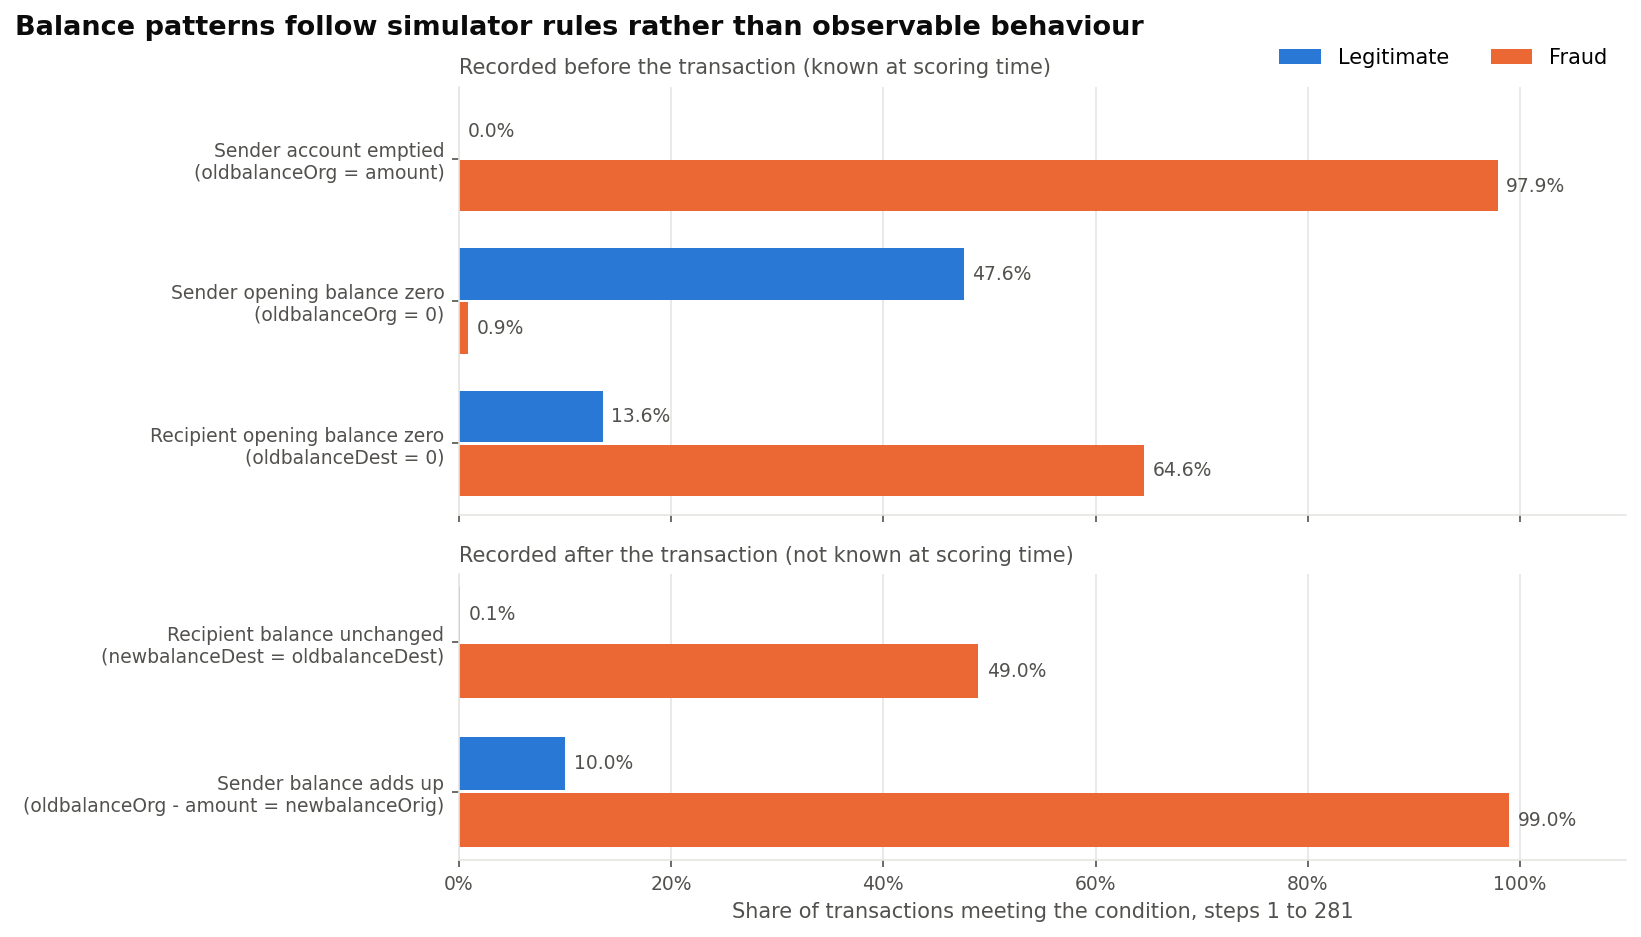 Balance patterns follow simulator rules rather than observable behaviour
Legitimate
Fraud
Recorded before the transaction (known at scoring time)
Sender account emptied
(oldbalanceOrg = amount)
0.0%
97.9%
Sender opening balance zero
(oldbalanceOrg = 0)
47.6%
0.9%
Recipient opening balance zero
(oldbalanceDest = 0)
13.6%
64.6%
Recorded after the transaction (not known at scoring time)
Recipient balance unchanged
(newbalanceDest = oldbalanceDest)
0.1%
49.0%
Sender balance adds up
(oldbalanceOrg - amount = newbalanceOrig)
10.0%
99.0%
0%
20%
40%
60%
80%
100%
Share of transactions meeting the condition, steps 1 to 281